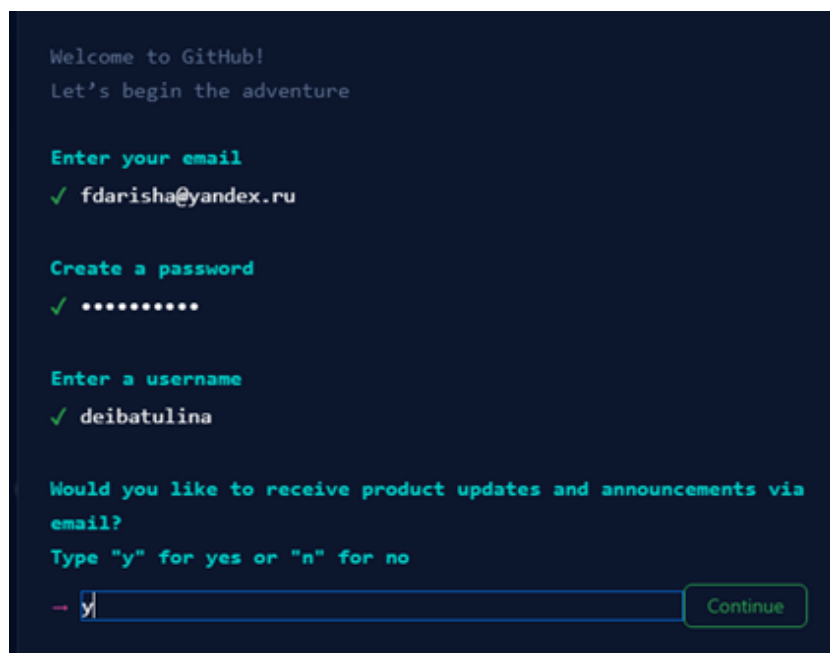 Welcome to GitHub!
Let’s begin the adventure
Enter your email
✓ fdarisha@yandex.ru
Create a password
✓ ••••••••••
Enter a username
✓ deibatulina
Would you like to receive product updates and announcements via
email?
Type "y" for yes or "n" for no
→ y Continue